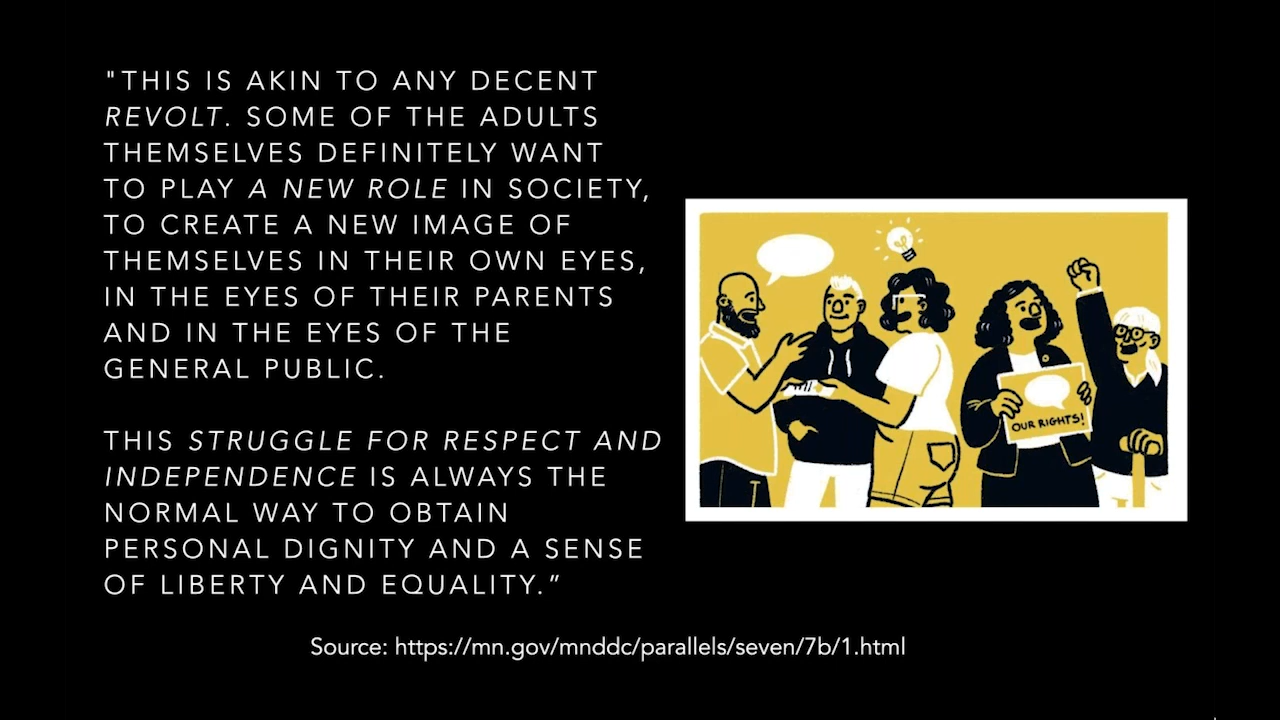 "THIS IS AKIN TO ANY DECENT
REVOLT. SOME OF THE ADULTS
THEMSELVES DEFINITELY WANT
TO PLAY A NEW ROLE IN SOCIETY,
TO CREATE A NEW IMAGE OF
THEMSELVES IN THEIR OWN EYES,
IN THE EYES OF THEIR PARENTS
AND IN THE EYES OF THE
GENERAL PUBLIC.
THIS STRUGGLE FOR RESPECT AND
INDEPENDENCE IS ALWAYS THE
NORMAL WAY TO OBTAIN
PERSONAL DIGNITY AND A SENSE
OF LIBERTY AND EQUALITY.”
OUR RIGHTS!
Source: https://mn.gov/mnddc/parallels/seven/7b/1.html